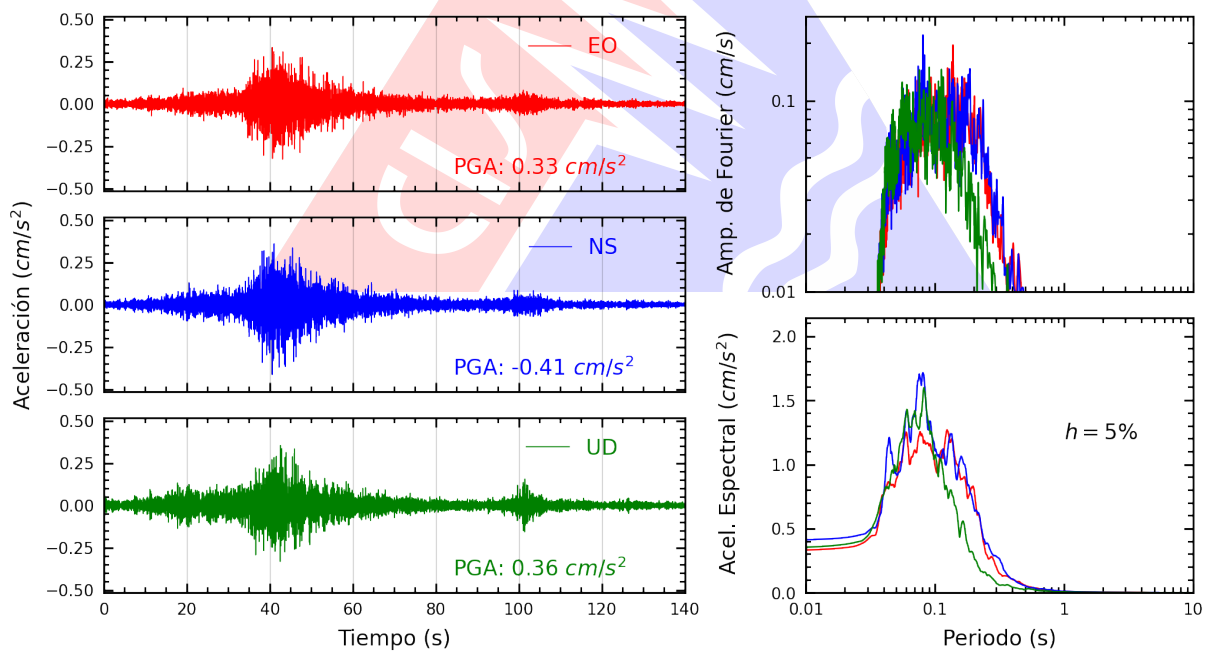 0.50
0.25
0.00
−0.25
−0.50
EO
PGA: 0.33 cm/s²
0.50
0.25
0.00
−0.25
−0.50
NS
PGA: -0.41 cm/s²
0.50
0.25
0.00
−0.25
−0.50
UD
PGA: 0.36 cm/s²
0 20 40 60 80 100 120 140
Tiempo (s)
Aceleración (cm/s²)
Amp. de Fourier (cm/s)
0.1
0.01
Acel. Espectral (cm/s²)
2.0
1.5
1.0
0.5
0.0
h = 5%
0.01 0.1 1 10
Periodo (s)